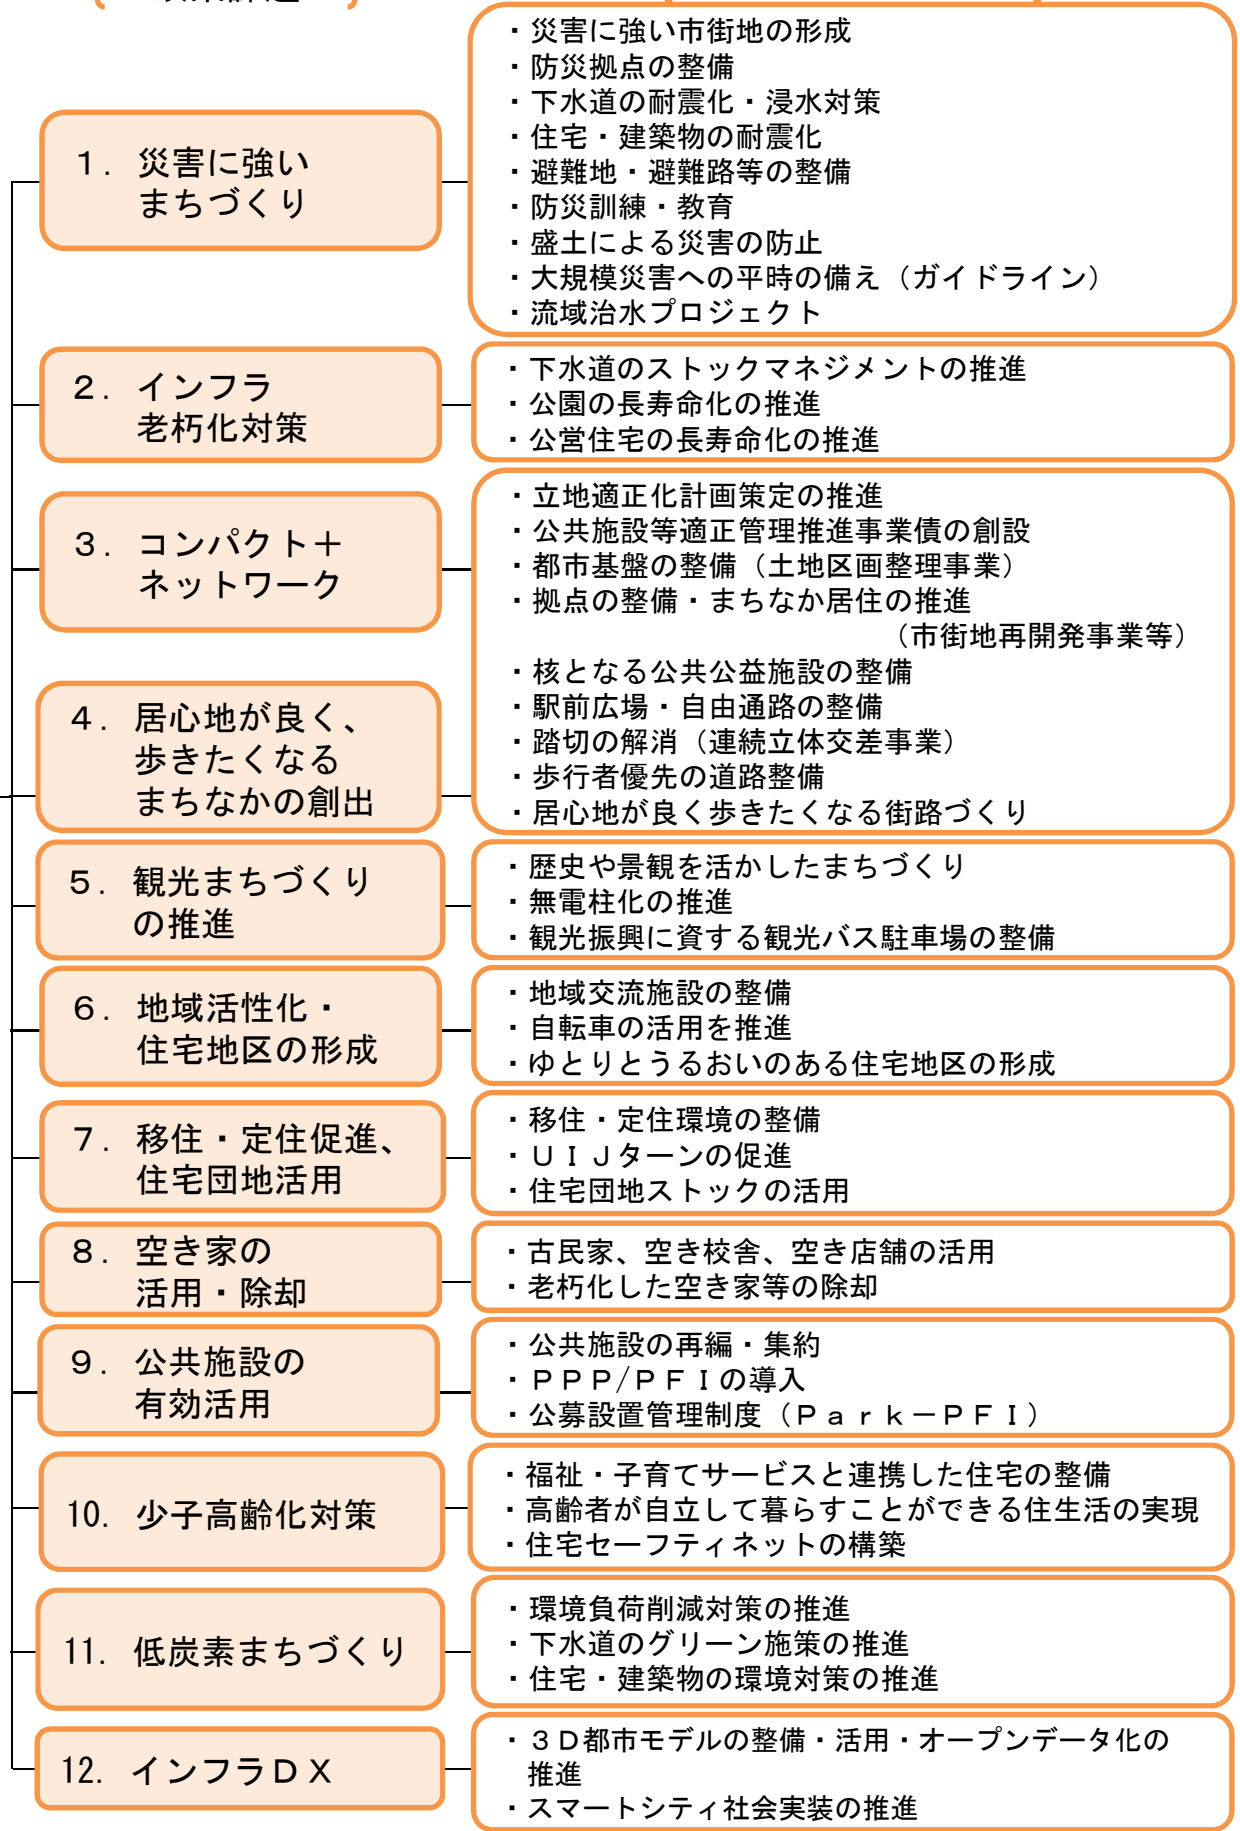 １．災害に強い
まちづくり
・災害に強い市街地の形成
・防災拠点の整備
・下水道の耐震化・浸水対策
・住宅・建築物の耐震化
・避難地・避難路等の整備
・防災訓練・教育
・盛土による災害の防止
・大規模災害への平時の備え（ガイドライン）
・流域治水プロジェクト
２．インフラ
老朽化対策
・下水道のストックマネジメントの推進
・公園の長寿命化の推進
・公営住宅の長寿命化の推進
３．コンパクト＋
ネットワーク
４．居心地が良く、
歩きたくなる
まちなかの創出
・立地適正化計画策定の推進
・公共施設等適正管理推進事業債の創設
・都市基盤の整備（土地区画整理事業）
・拠点の整備・まちなか居住の推進
（市街地再開発事業等）
・核となる公共公益施設の整備
・駅前広場・自由通路の整備
・踏切の解消（連続立体交差事業）
・歩行者優先の道路整備
・居心地が良く歩きたくなる街路づくり
５．観光まちづくり
の推進
・歴史や景観を活かしたまちづくり
・無電柱化の推進
・観光振興に資する観光バス駐車場の整備
６．地域活性化・
住宅地区の形成
・地域交流施設の整備
・自転車の活用を推進
・ゆとりとうるおいのある住宅地区の形成
７．移住・定住促進、
住宅団地活用
・移住・定住環境の整備
・ＵＩＪターンの促進
・住宅団地ストックの活用
８．空き家の
活用・除却
・古民家、空き校舎、空き店舗の活用
・老朽化した空き家等の除却
９．公共施設の
有効活用
・公共施設の再編・集約
・ＰＰＰ/ＰＦＩの導入
・公募設置管理制度（Ｐａｒｋ－ＰＦＩ）
10．少子高齢化対策
・福祉・子育てサービスと連携した住宅の整備
・高齢者が自立して暮らすことができる住生活の実現
・住宅セーフティネットの構築
11．低炭素まちづくり
・環境負荷削減対策の推進
・下水道のグリーン施策の推進
・住宅・建築物の環境対策の推進
12．インフラＤＸ
・３Ｄ都市モデルの整備・活用・オープンデータ化の
推進
・スマートシティ社会実装の推進